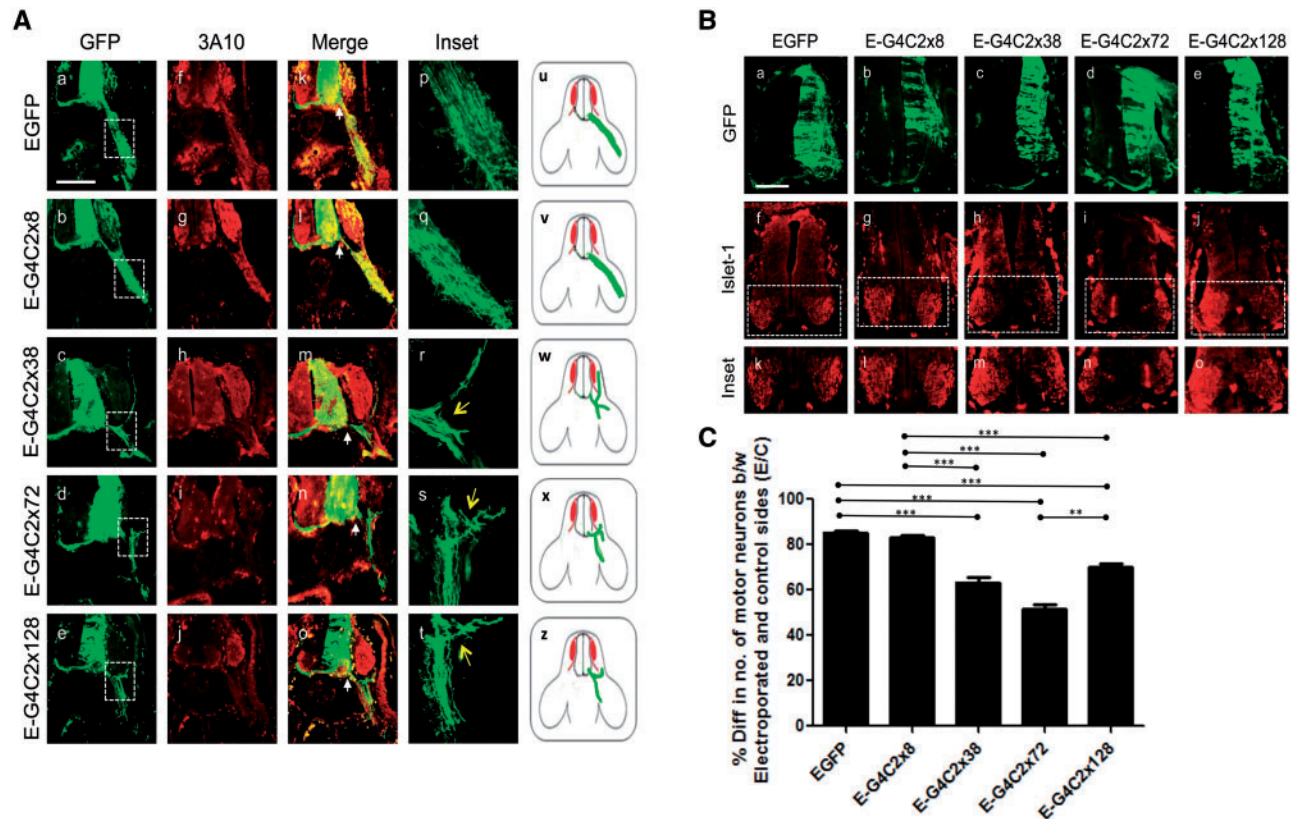 A
GFP 3A10 Merge Inset
EGFP
a f k p u
E-G4C2x8
b g l q v
E-G4C2x38
c h m r w
E-G4C2x72
d i n s x
E-G4C2x128
e j o t z
B
EGFP E-G4C2x8 E-G4C2x38 E-G4C2x72 E-G4C2x128
GFP
a b c d e
Islet-1
f g h i j
Inset
k l m n o
C
***
***
***
***
***
***
**
% Diff in no. of motor neurons b/w
Electroporated and control sides (E/C)
100
80
60
40
20
0
EGFP
E-G4C2x8
E-G4C2x38
E-G4C2x72
E-G4C2x128